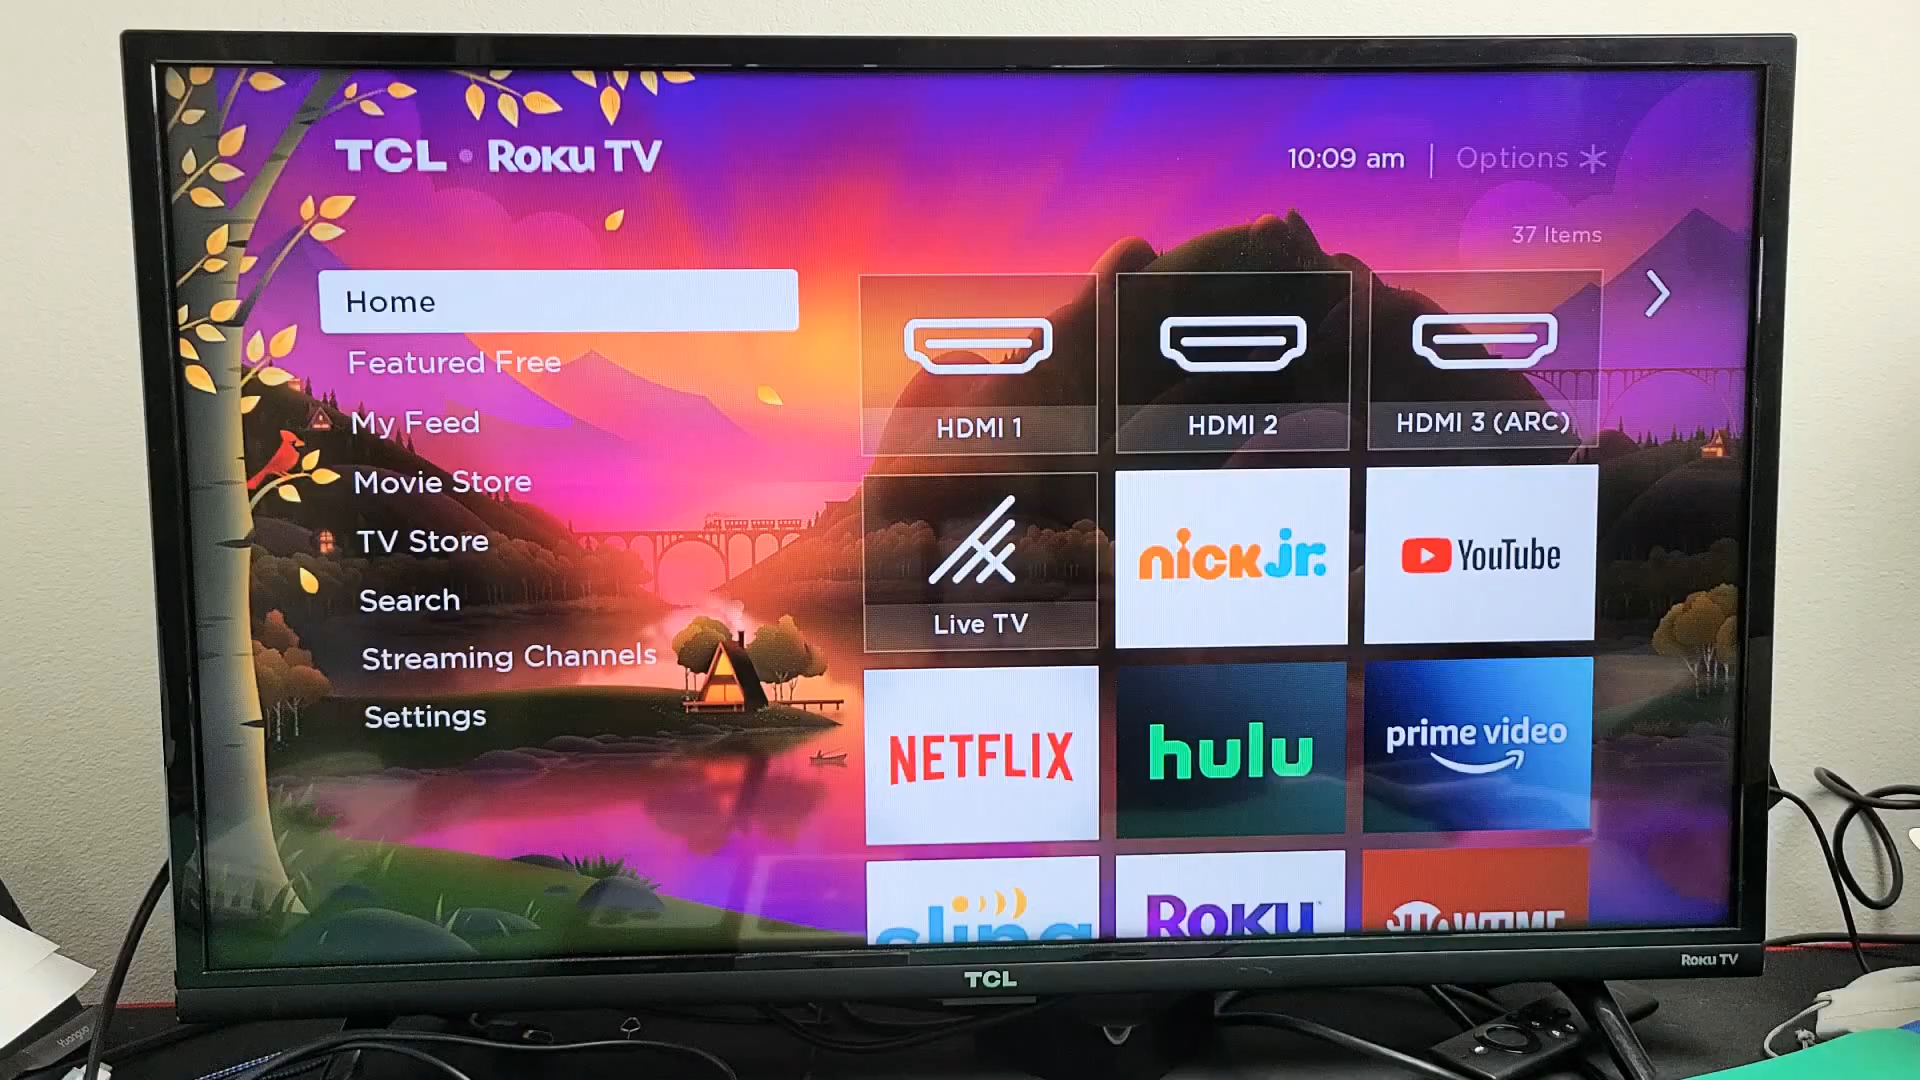 TCL • Roku TV
10:09 am | Options
37 Items
Home
Featured Free
My Feed
Movie Store
TV Store
Search
Streaming Channels
Settings
HDMI 1
HDMI 2
HDMI 3 (ARC)
Live TV
nick jr.
YouTube
NETFLIX
hulu
prime video
sling
Roku
SHOWTIME
TCL
Roku TV